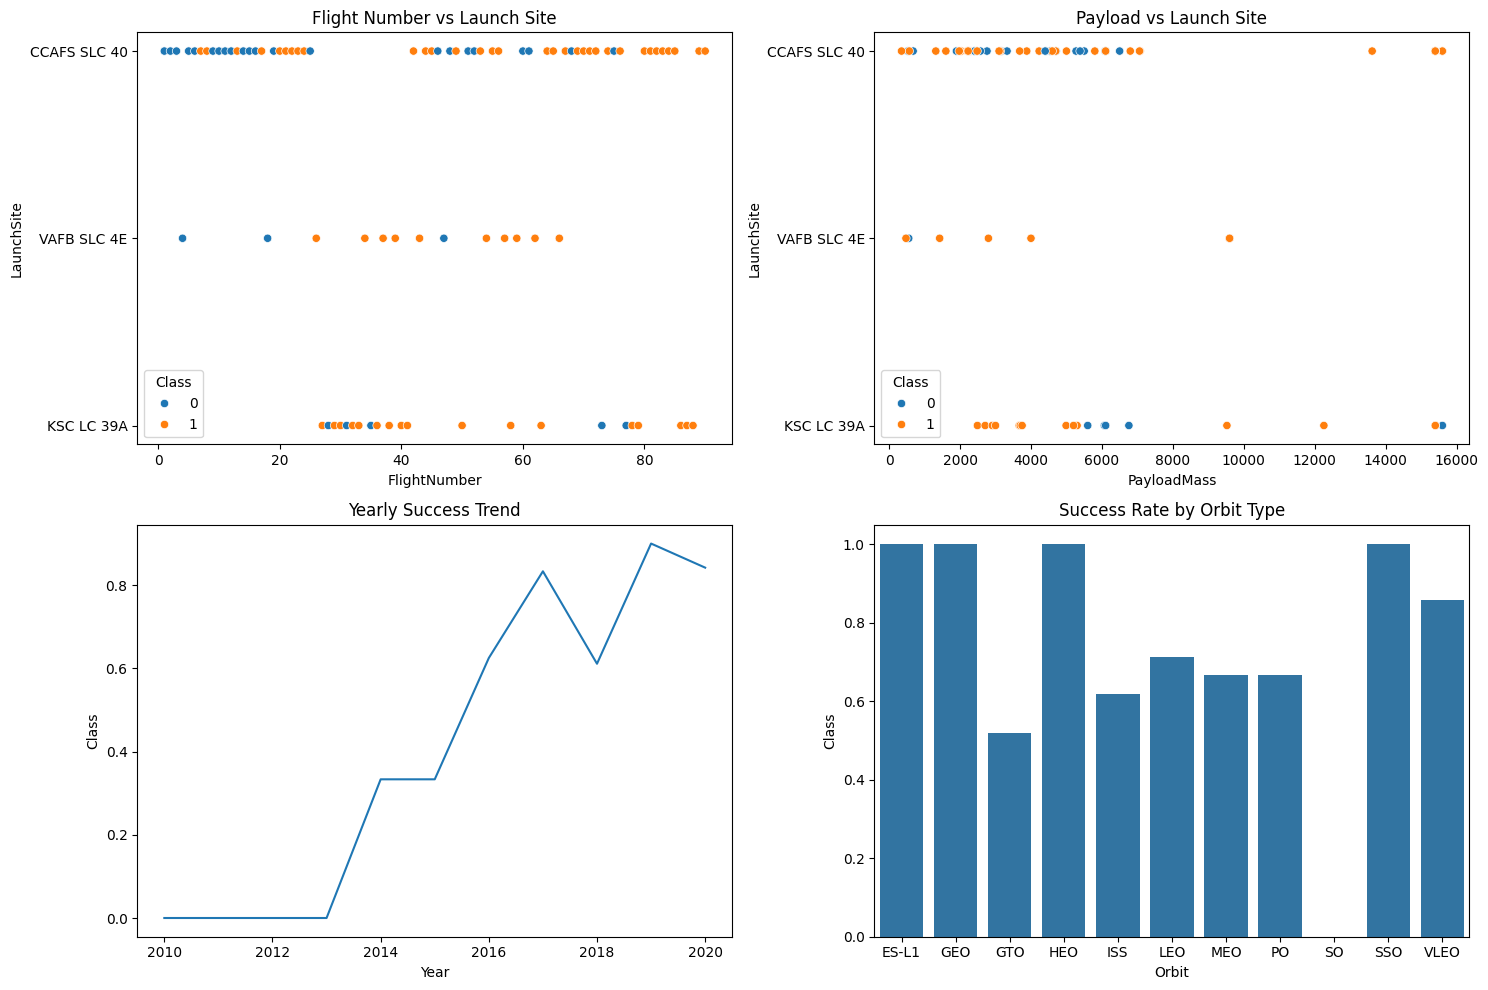 Flight Number vs Launch Site
CCAFS SLC 40
VAFB SLC 4E
KSC LC 39A
LaunchSite
Class
0
1
0 20 40 60 80
FlightNumber
Payload vs Launch Site
CCAFS SLC 40
VAFB SLC 4E
KSC LC 39A
LaunchSite
Class
0
1
0 2000 4000 6000 8000 10000 12000 14000 16000
PayloadMass
Yearly Success Trend
0.8
0.6
0.4
0.2
0.0
Class
2010 2012 2014 2016 2018 2020
Year
Success Rate by Orbit Type
1.0
0.8
0.6
0.4
0.2
0.0
Class
ES-L1 GEO GTO HEO ISS LEO MEO PO SO SSO VLEO
Orbit